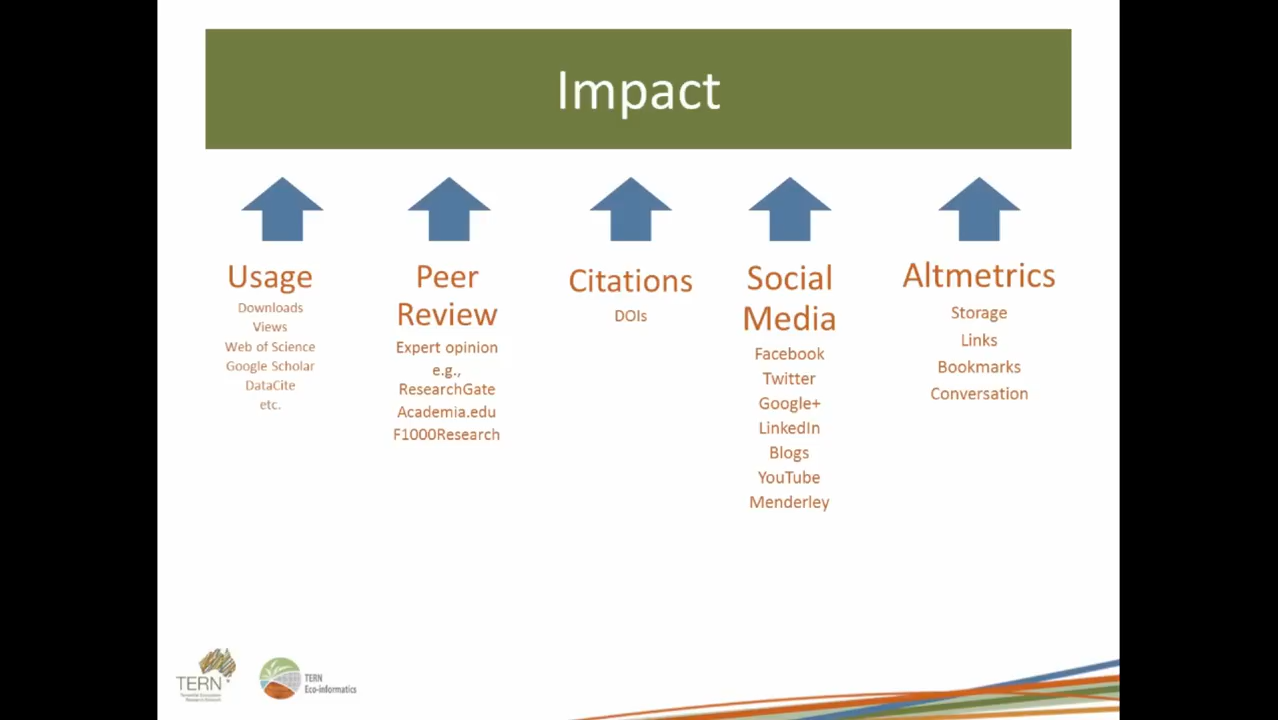 Impact
Usage
Downloads
Views
Web of Science
Google Scholar
DataCite
etc.
Peer
Review
Expert opinion
e.g.,
ResearchGate
Academia.edu
F1000Research
Citations
DOIs
Social
Media
Facebook
Twitter
Google+
LinkedIn
Blogs
YouTube
Menderley
Altmetrics
Storage
Links
Bookmarks
Conversation
TERN
TERN
Eco-informatics